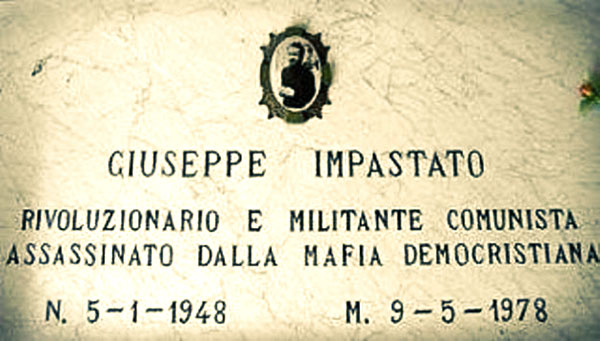 GIUSEPPE IMPASTATO
RIVOLUZIONARIO E MILITANTE COMUNISTA
ASSASSINATO DALLA MAFIA DEMOCRISTIANA
N. 5-1-1948 M. 9-5-1978